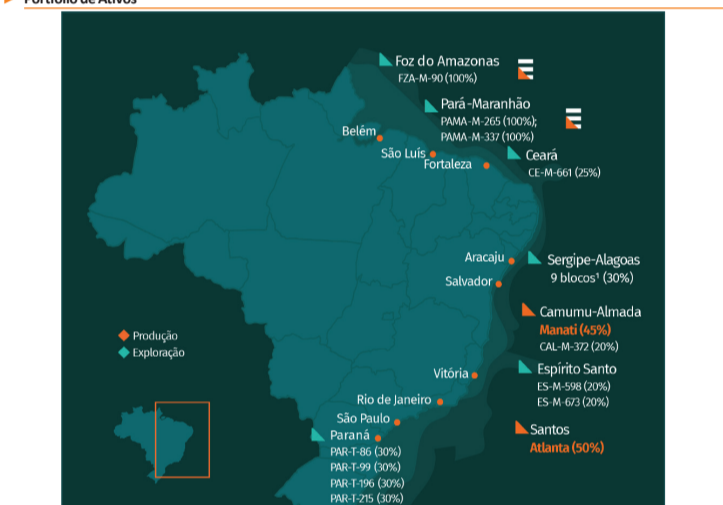 Portfólio de Ativos
Foz do Amazonas
FZA-M-90 (100%)
Pará-Maranhão
PAMA-M-265 (100%);
PAMA-M-337 (100%)
Belém
São Luís
Fortaleza
Ceará
CE-M-661 (25%)
Aracaju
Sergipe-Alagoas
9 blocos¹ (30%)
Salvador
Camumu-Almada
Manati (45%)
CAL-M-372 (20%)
Produção
Exploração
Espírito Santo
ES-M-598 (20%)
ES-M-673 (20%)
Vitória
Rio de Janeiro
São Paulo
Santos
Atlanta (50%)
Paraná
PAR-T-86 (30%)
PAR-T-99 (30%)
PAR-T-196 (30%)
PAR-T-215 (30%)